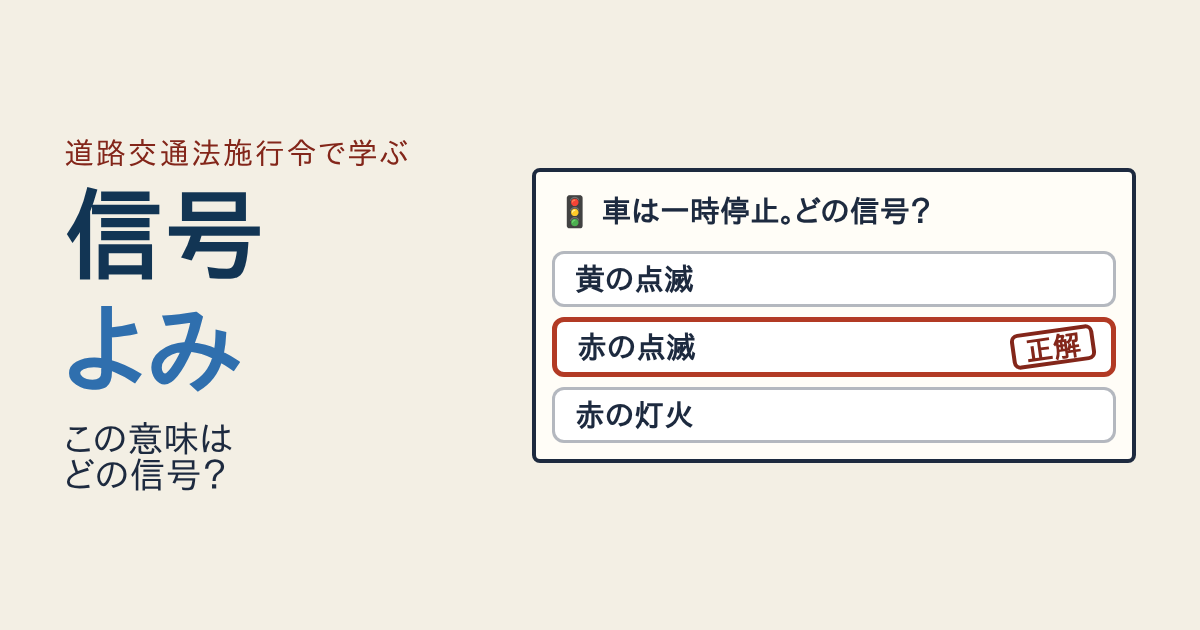 道路交通法施行令で学ぶ
信号
よみ
この意味は
どの信号?
車は一時停止。どの信号?
黄の点滅
赤の点滅
正解
赤の灯火